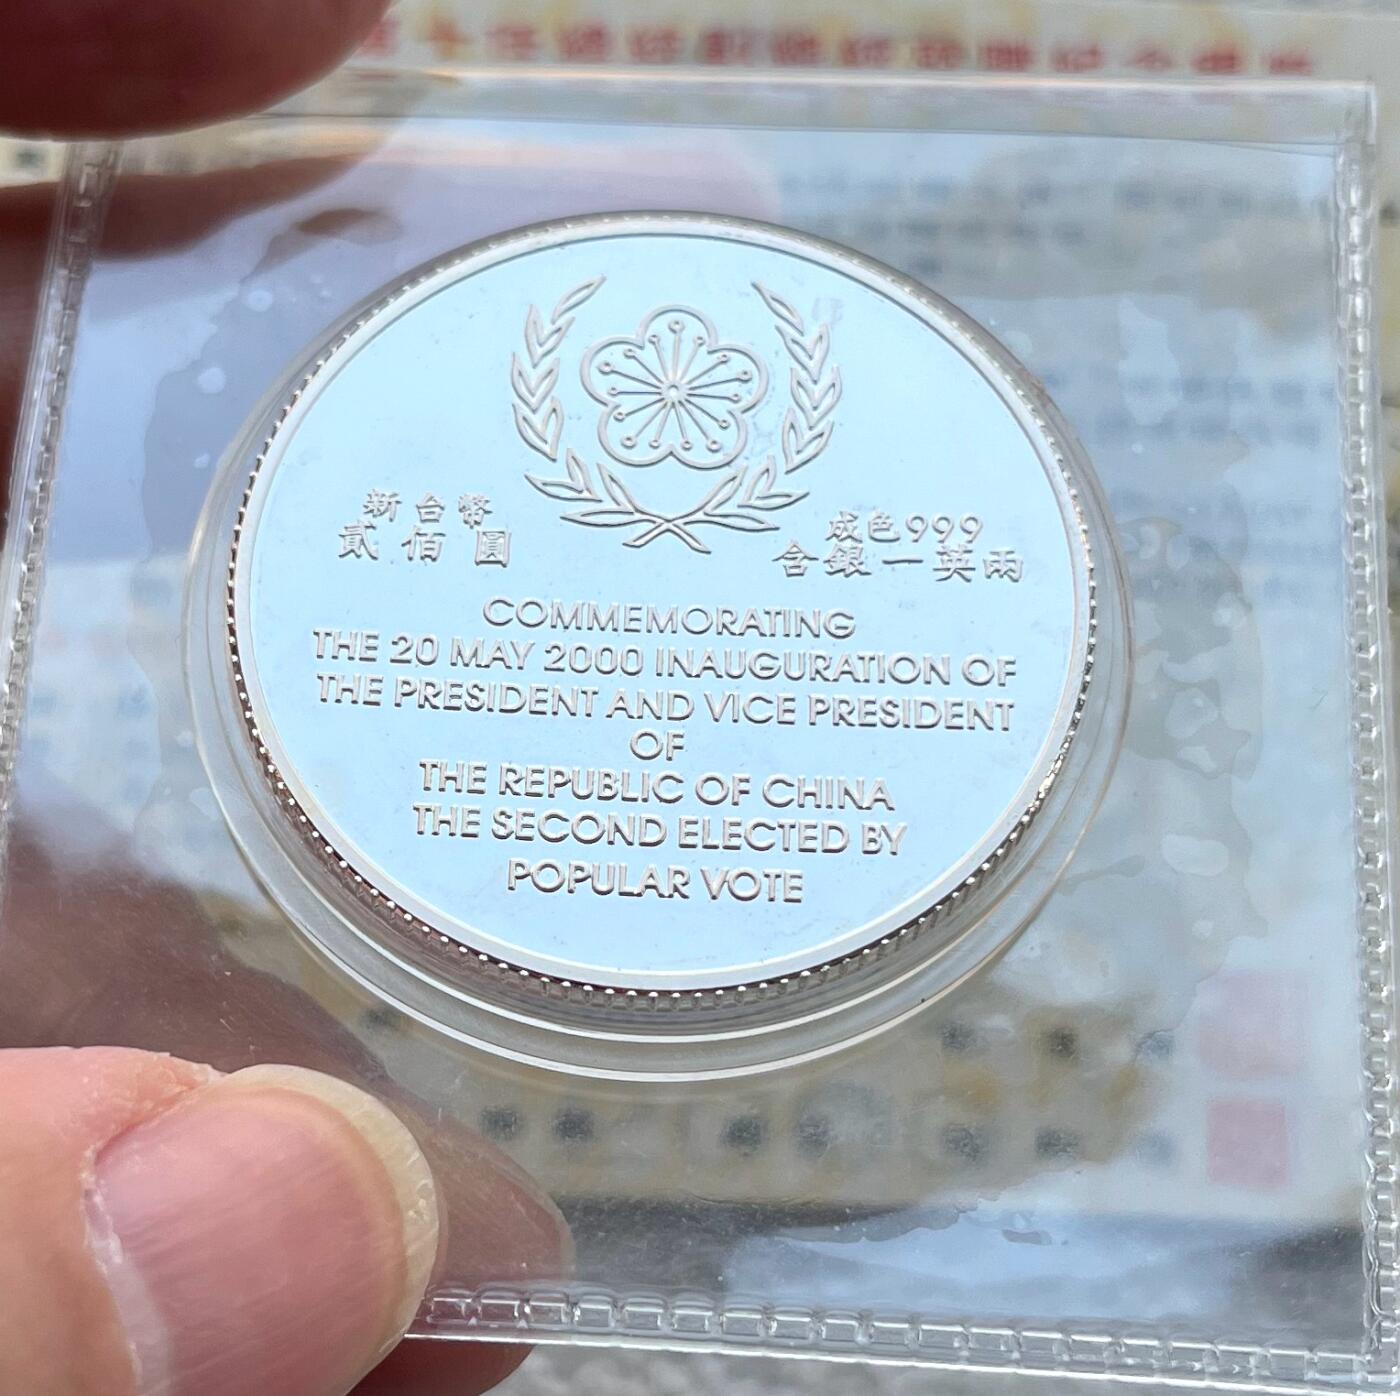 新台幣
貳佰圓
成色999
含銀一英兩
COMMEMORATING
THE 20 MAY 2000 INAUGURATION OF
THE PRESIDENT AND VICE PRESIDENT
OF
THE REPUBLIC OF CHINA
THE SECOND ELECTED BY
POPULAR VOTE